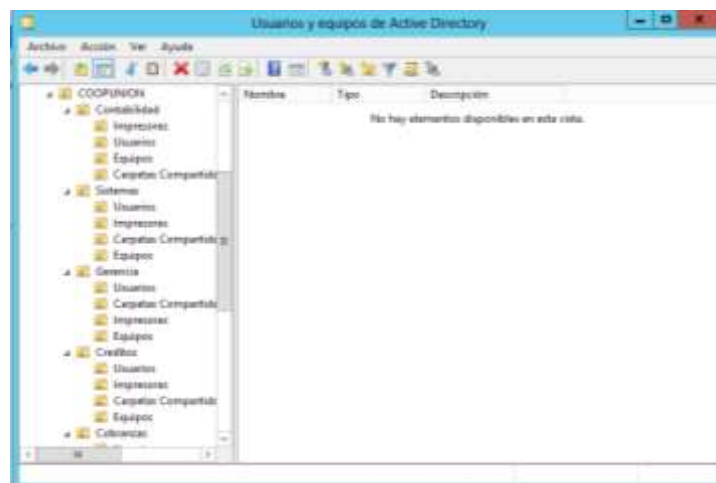 Usuarios y equipos de Active Directory
Archivo Acción Ver Ayuda
Nombre Tipo Descripción
No hay elementos disponibles en esta vista.
COOPUNION
Contabilidad
Impresoras
Usuarios
Equipos
Carpetas Compartida
Sistemas
Usuarios
Impresoras
Carpetas Compartida
Equipos
Gerencia
Usuarios
Carpetas Compartida
Impresoras
Equipos
Creditos
Usuarios
Impresoras
Carpetas Compartida
Equipos
Cobranzas